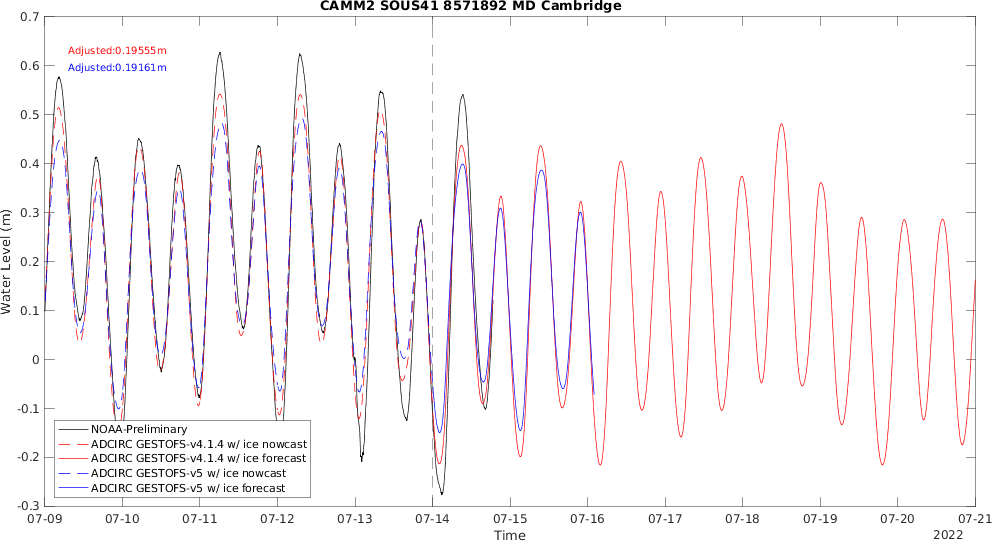 CAMM2 SOUS41 8571892 MD Cambridge
0.7
0.6
0.5
0.4
0.3
0.2
0.1
0
-0.1
-0.2
-0.3
Water Level (m)
Adjusted:0.19555m
Adjusted:0.19161m
NOAA-Preliminary
ADCIRC GESTOFS-v4.1.4 w/ ice nowcast
ADCIRC GESTOFS-v4.1.4 w/ ice forecast
ADCIRC GESTOFS-v5 w/ ice nowcast
ADCIRC GESTOFS-v5 w/ ice forecast
07-09 07-10 07-11 07-12 07-13 07-14 07-15 07-16 07-17 07-18 07-19 07-20 07-21
Time
2022